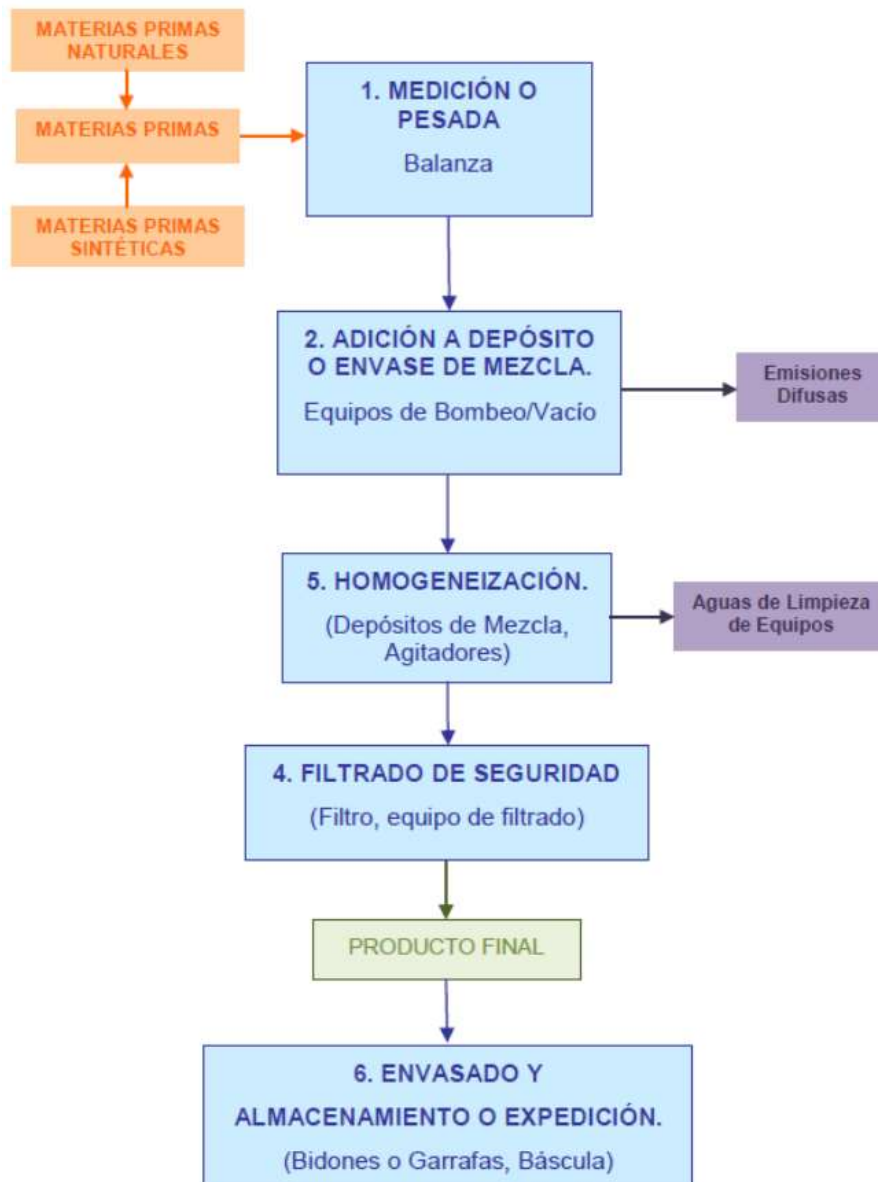 MATERIAS PRIMAS
NATURALES
MATERIAS PRIMAS
MATERIAS PRIMAS
SINTÉTICAS
1. MEDICIÓN O
PESADA
Balanza
2. ADICIÓN A DEPÓSITO
O ENVASE DE MEZCLA.
Equipos de Bombeo/Vacío
Emisiones
Difusas
5. HOMOGENEIZACIÓN.
(Depósitos de Mezcla,
Agitadores)
Aguas de Limpieza
de Equipos
4. FILTRADO DE SEGURIDAD
(Filtro, equipo de filtrado)
PRODUCTO FINAL
6. ENVASADO Y
ALMACENAMIENTO O EXPEDICIÓN.
(Bidones o Garrafas, Báscula)